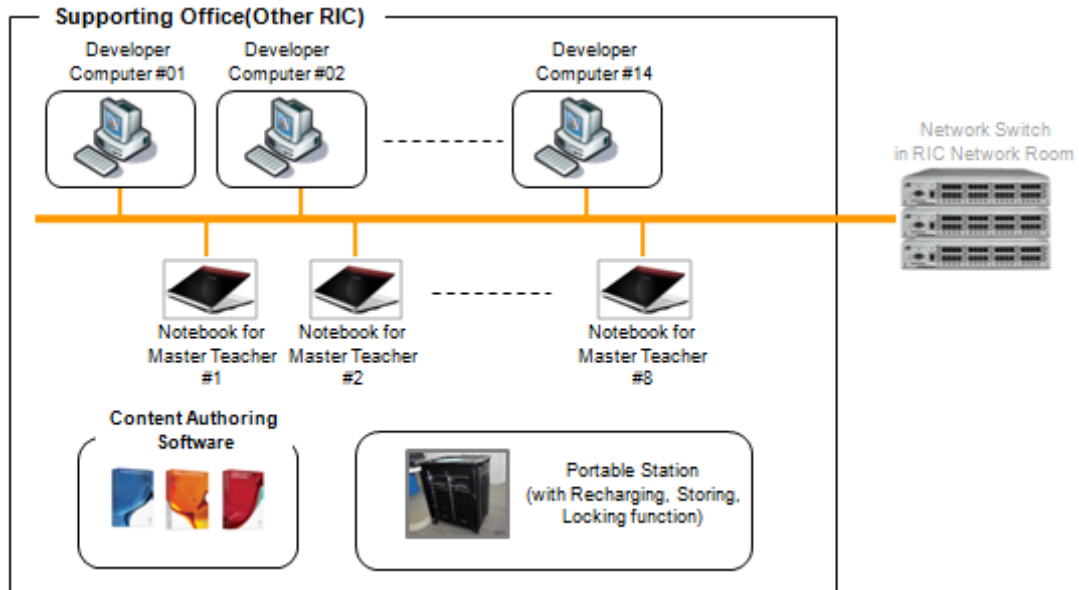 Supporting Office(Other RIC)
Developer
Computer #01
Developer
Computer #02
Developer
Computer #14
Network Switch
in RIC Network Room
Notebook for
Master Teacher
#1
Notebook for
Master Teacher
#2
Notebook for
Master Teacher
#8
Content Authoring
Software
Portable Station
(with Recharging, Storing,
Locking function)